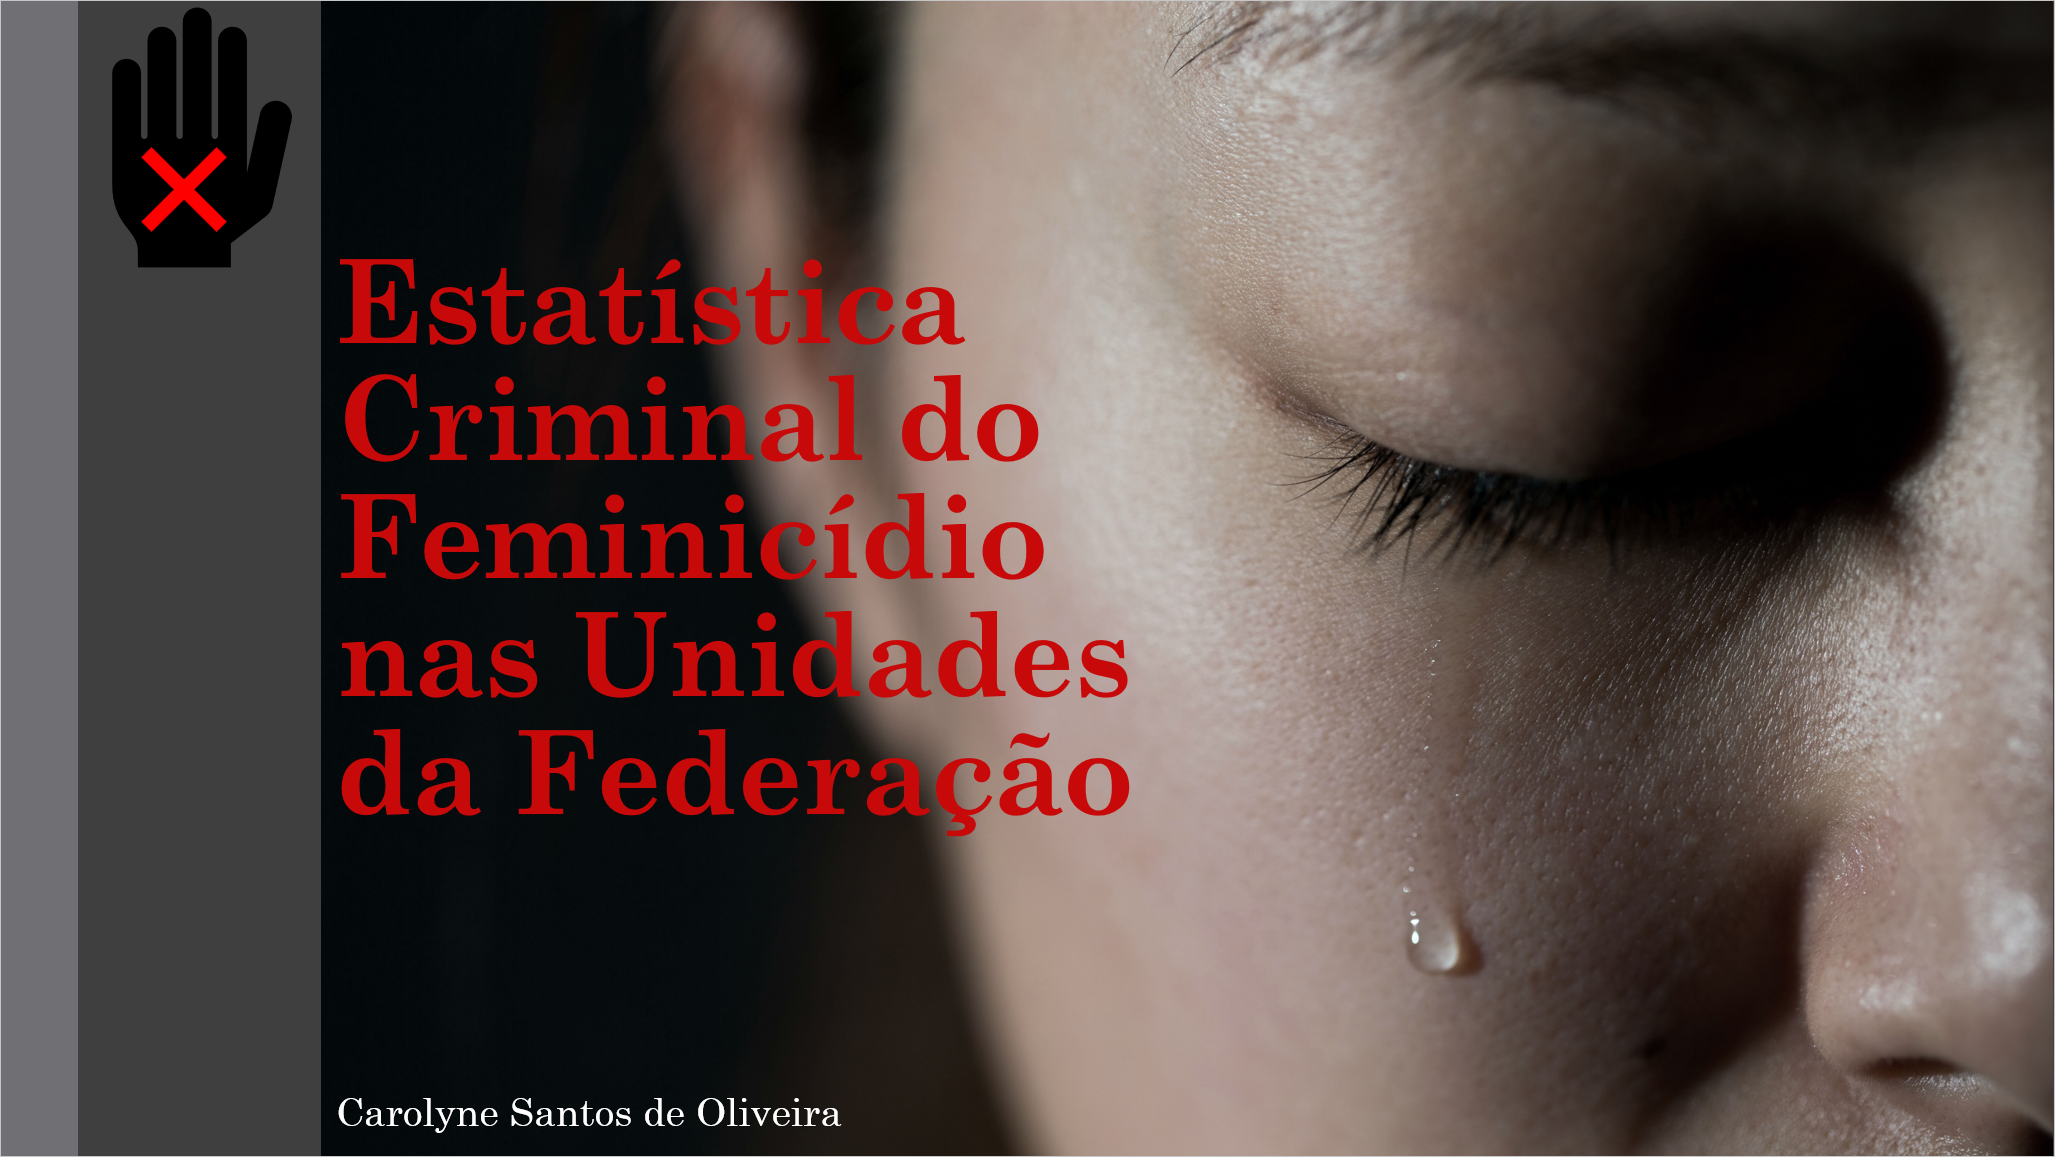 Estatística
Criminal do
Feminicídio
nas Unidades
da Federação
Carolyne Santos de Oliveira